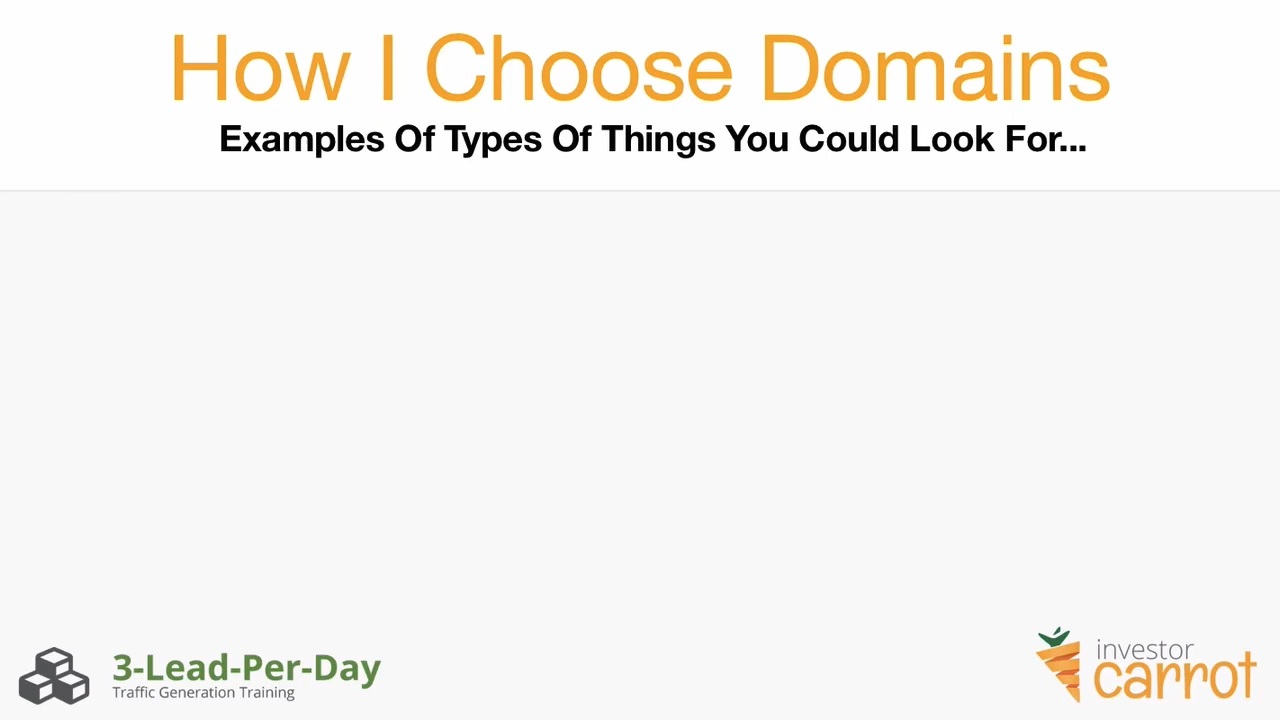 How I Choose Domains
Examples Of Types Of Things You Could Look For...
3-Lead-Per-Day
Traffic Generation Training
investor
carrot